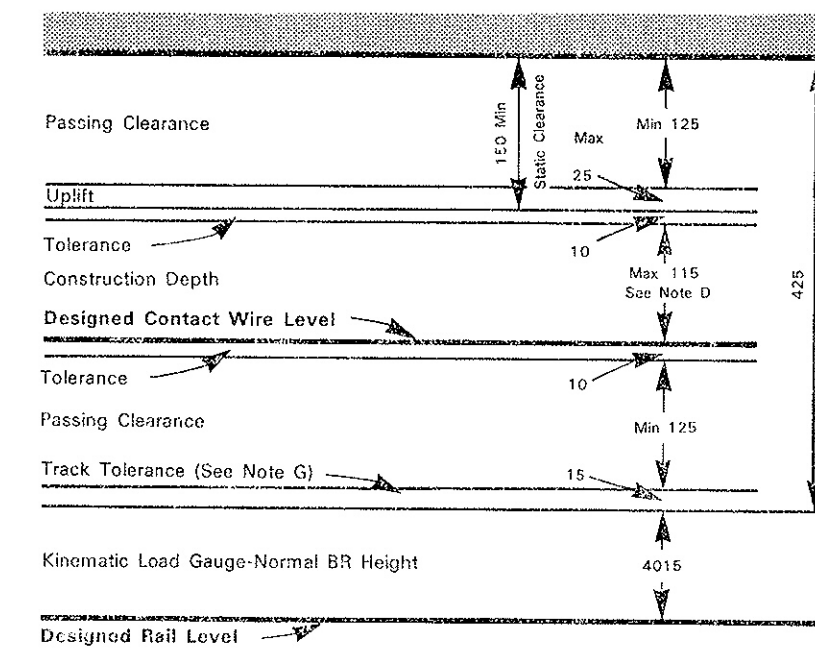 Passing Clearance
150 Min
Static Clearance
Max
25
Min 125
Uplift
Tolerance
10
Construction Depth
Max 115
See Note D
425
Designed Contact Wire Level
Tolerance
10
Passing Clearance
Min 125
Track Tolerance (See Note G)
15
Kinematic Load Gauge-Normal BR Height
4015
Designed Rail Level